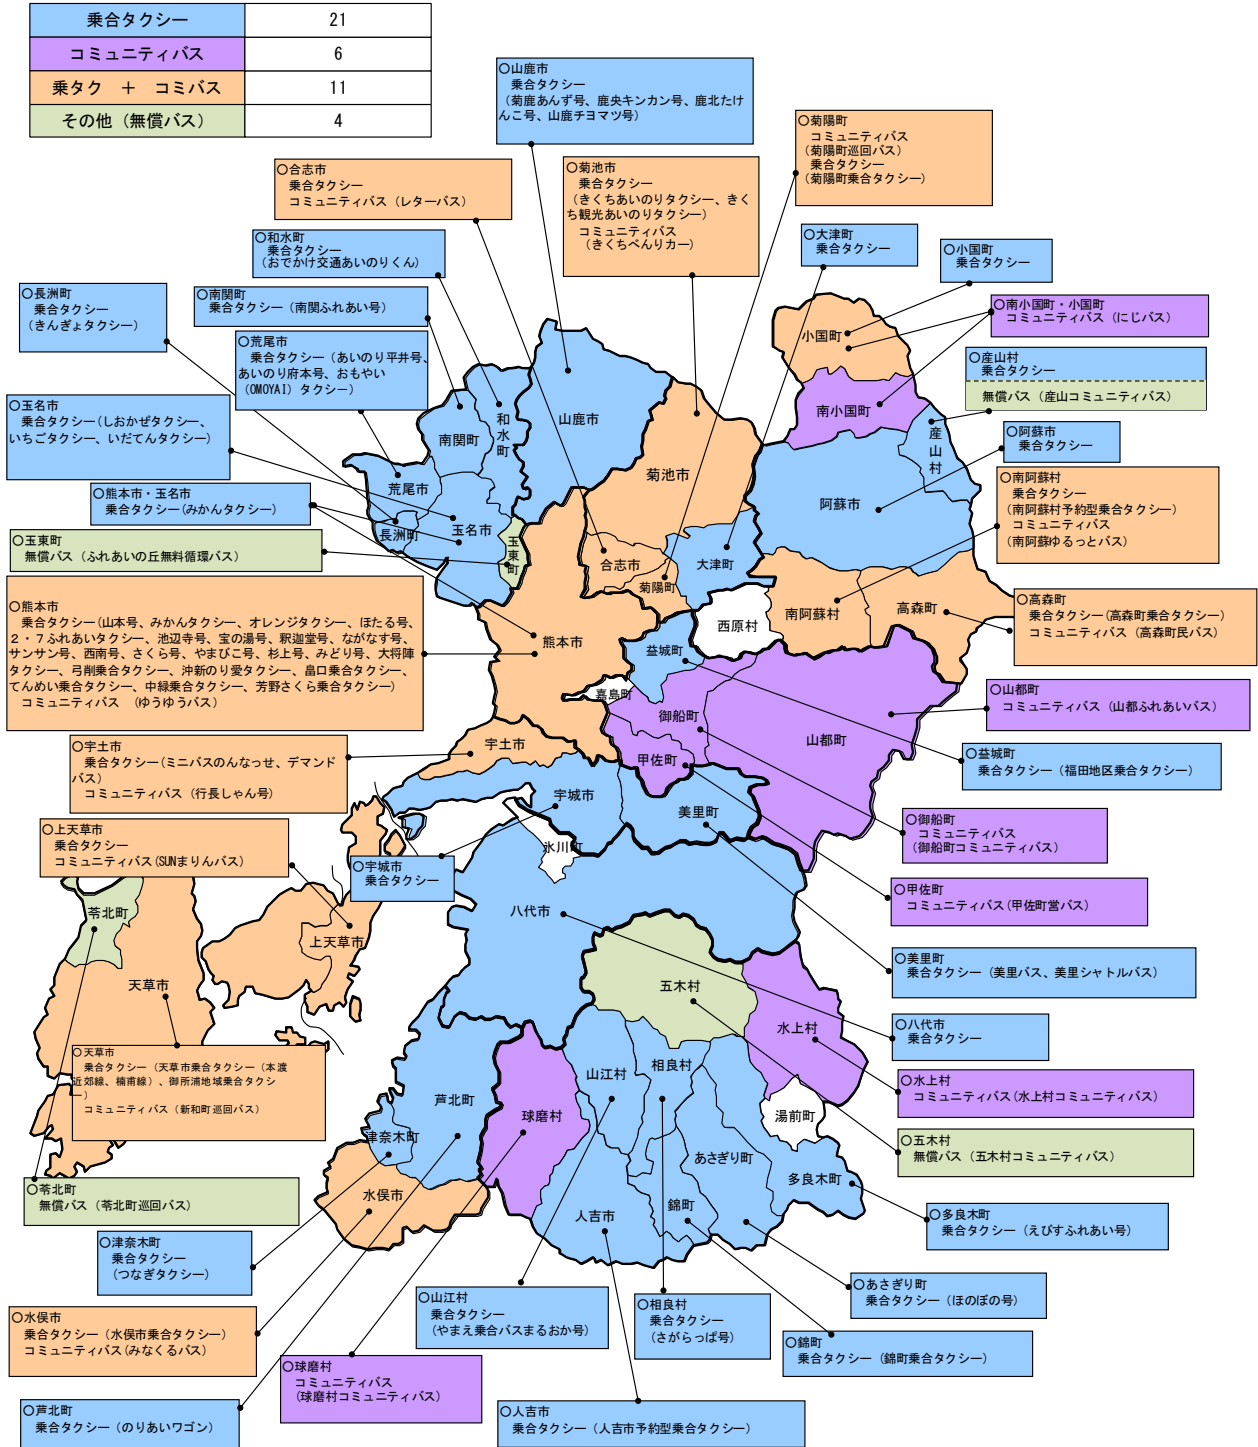 乗合タクシー 21
コミュニティバス 6
乗タク ＋ コミバス 11
その他（無償バス） 4
○山鹿市
乗合タクシー
（菊鹿あんず号、鹿央キンカン号、鹿北たけ
んこ号、山鹿チヨマツ号）
○菊陽町
コミュニティバス
（菊陽町巡回バス）
乗合タクシー
（菊陽町乗合タクシー）
○合志市
乗合タクシー
コミュニティバス（レターバス）
○菊池市
乗合タクシー
（きくちあいのりタクシー、きく
ち観光あいのりタクシー）
コミュニティバス
（きくちべんりカー）
○和水町
乗合タクシー
（おでかけ交通あいのりくん）
○大津町
乗合タクシー
○小国町
乗合タクシー
○長洲町
乗合タクシー
（きんぎょタクシー）
○南関町
乗合タクシー（南関ふれあい号）
○南小国町・小国町
コミュニティバス（にじバス）
○荒尾市
乗合タクシー（あいのり平井号、
あいのり府本号、おもやい
（OMOYAI）タクシー）
○産山村
乗合タクシー
無償バス（産山コミュニティバス）
○玉名市
乗合タクシー（しおかぜタクシー、
いちごタクシー、いだてんタクシー）
○阿蘇市
乗合タクシー
○熊本市・玉名市
乗合タクシー（みかんタクシー）
○南阿蘇村
乗合タクシー
（南阿蘇村予約型乗合タクシー）
コミュニティバス
（南阿蘇ゆるっとバス）
○玉東町
無償バス（ふれあいの丘無料循環バス）
○熊本市
乗合タクシー（山本号、みかんタクシー、オレンジタクシー、ほたる号、
２・７ふれあいタクシー、池辺寺号、宝の湯号、釈迦堂号、ながなす号、
サンサン号、西南号、さくら号、やまびこ号、杉上号、みどり号、大将陣
タクシー、弓削乗合タクシー、沖新のり愛タクシー、畠口乗合タクシー、
てんめい乗合タクシー、中緑乗合タクシー、芳野さくら乗合タクシー）
コミュニティバス （ゆうゆうバス）
○高森町
乗合タクシー（高森町乗合タクシー）
コミュニティバス（高森町民バス）
○山都町
コミュニティバス（山都ふれあいバス）
○宇土市
乗合タクシー（ミニバスのんなっせ、デマンド
バス）
コミュニティバス（行長しゃん号）
○益城町
乗合タクシー（福田地区乗合タクシー）
○上天草市
乗合タクシー
コミュニティバス（SUNまりんバス）
○御船町
コミュニティバス
（御船町コミュニティバス）
○宇城市
乗合タクシー
○甲佐町
コミュニティバス（甲佐町営バス）
○美里町
乗合タクシー（美里バス、美里シャトルバス）
○八代市
乗合タクシー
○天草市
乗合タクシー（天草市乗合タクシー（本渡
近郊線、楠甫線）、御所浦地域乗合タクシ
ー）
コミュニティバス（新和町巡回バス）
○水上村
コミュニティバス（水上村コミュニティバス）
○五木村
無償バス（五木村コミュニティバス）
○苓北町
無償バス（苓北町巡回バス）
○多良木町
乗合タクシー（えびすふれあい号）
○津奈木町
乗合タクシー
（つなぎタクシー）
○あさぎり町
乗合タクシー（ほのぼの号）
○山江村
乗合タクシー
（やまえ乗合バスまるおか号）
○相良村
乗合タクシー
（さがらっぱ号）
○水俣市
乗合タクシー（水俣市乗合タクシー）
コミュニティバス（みなくるバス）
○錦町
乗合タクシー（錦町乗合タクシー）
○球磨村
コミュニティバス
（球磨村コミュニティバス）
○芦北町
乗合タクシー（のりあいワゴン）
○人吉市
乗合タクシー（人吉市予約型乗合タクシー）
小国町
南小国町
産山村
山鹿市
和水町
南関町
菊池市
荒尾市
阿蘇市
長洲町
玉名市
玉東町
合志市
菊陽町
大津町
南阿蘇村
高森町
西原村
熊本市
益城町
嘉島町
御船町
山都町
宇土市
甲佐町
宇城市
美里町
氷川町
八代市
苓北町
上天草市
天草市
五木村
水上村
山江村
相良村
芦北町
球磨村
湯前町
津奈木町
あさぎり町
多良木町
水俣市
人吉市
錦町